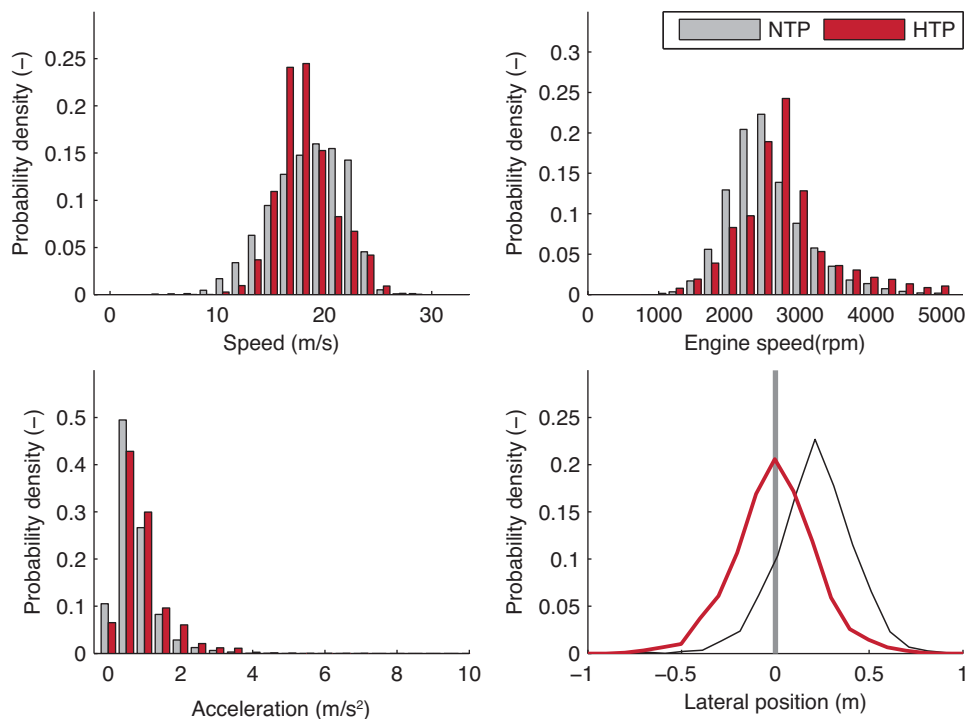 NTP HTP
Probability density (−)
0.25
0.2
0.15
0.1
0.05
0
0 10 20 30
Speed (m/s)
Probability density (−)
0.3
0.25
0.2
0.15
0.1
0.05
0
0 1000 2000 3000 4000 5000
Engine speed(rpm)
Probability density (−)
0.5
0.4
0.3
0.2
0.1
0
0 2 4 6 8 10
Acceleration (m/s²)
Probability density (−)
0.25
0.2
0.15
0.1
0.05
0
−1 −0.5 0 0.5 1
Lateral position (m)